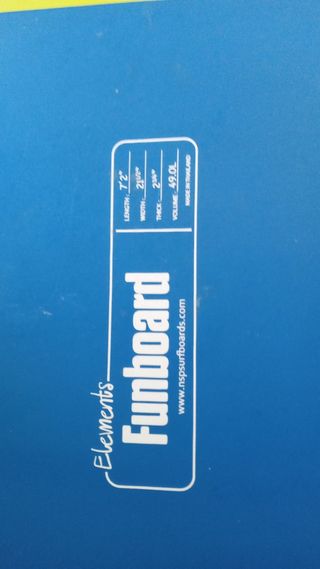 Elements
Funboard
www.nspsurfboards.com
LENGTH: 7'2"
WIDTH: 21 1/2"
THICK: 2 3/4"
VOLUME: 49.0L
MADE IN THAILAND